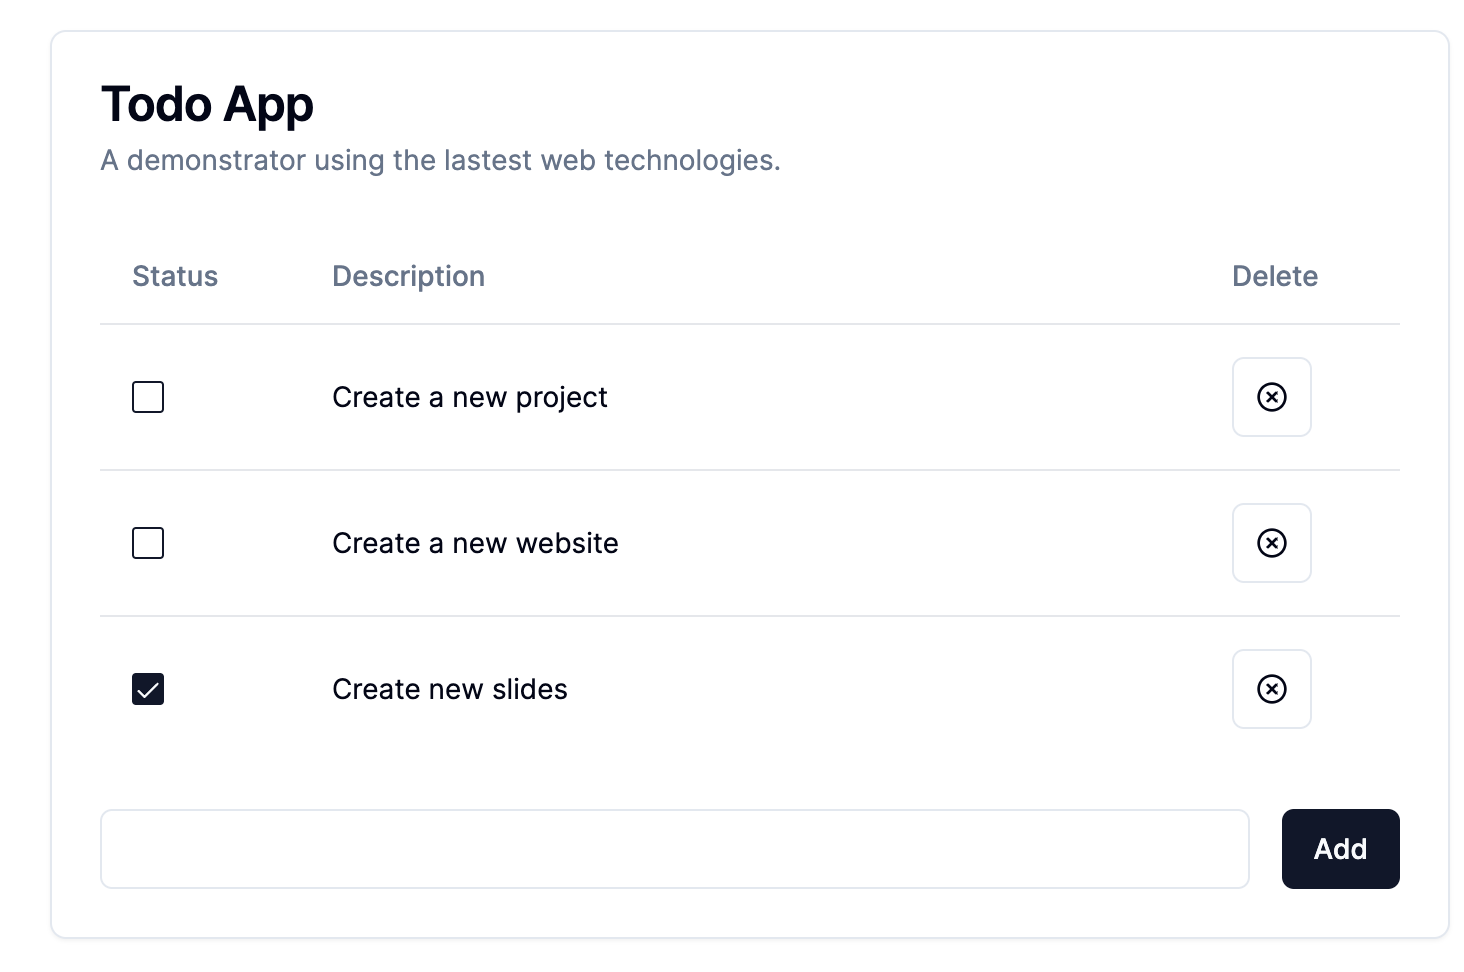 Todo App
A demonstrator using the lastest web technologies.
Status Description Delete
Create a new project
Create a new website
Create new slides
Add